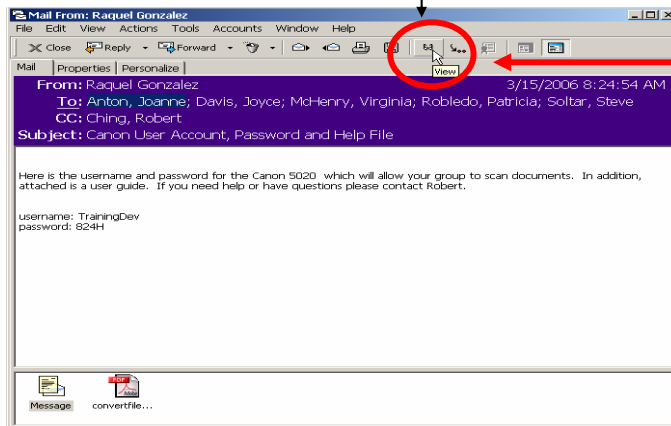 Mail From: Raquel Gonzalez
File Edit View Actions Tools Accounts Window Help
Close Reply Forward
View
Mail Properties Personalize
From: Raquel Gonzalez 3/15/2006 8:24:54 AM
To: Anton, Joanne; Davis, Joyce; McHenry, Virginia; Robledo, Patricia; Soltar, Steve
CC: Ching, Robert
Subject: Canon User Account, Password and Help File
Here is the username and password for the Canon 5020 which will allow your group to scan documents. In addition,
attached is a user guide. If you need help or have questions please contact Robert.
username: TrainingDev
password: 824H
Message convertfile...